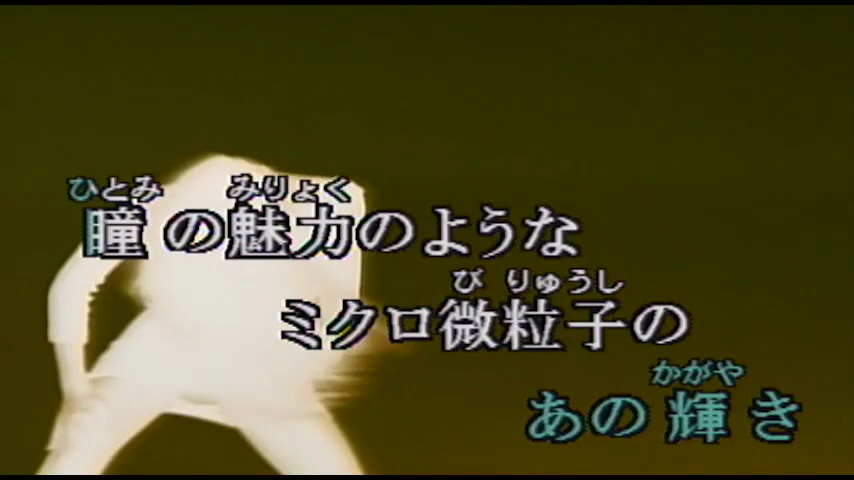 ひとみ みりょく
瞳の魅力のような
び りゅうし
ミクロ微粒子の
かがや
あの輝き